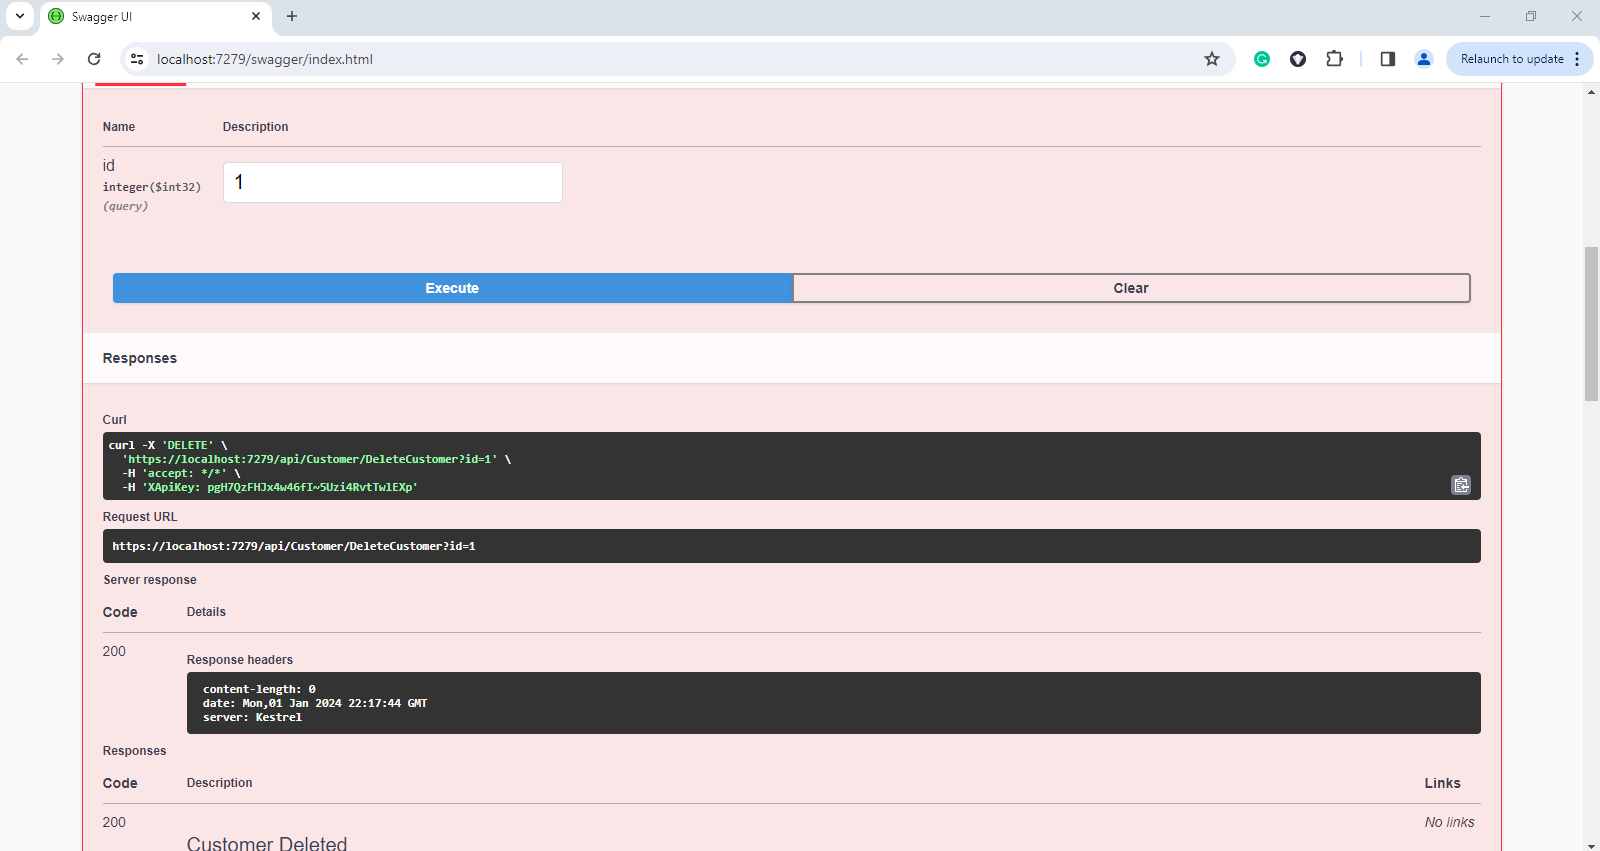 Swagger UI
localhost:7279/swagger/index.html
Relaunch to update
Name Description
id
integer($int32)
(query)
1
Execute Clear
Responses
Curl
curl -X 'DELETE' \
'https://localhost:7279/api/Customer/DeleteCustomer?id=1' \
-H 'accept: */*' \
-H 'XApiKey: pgH7QzFHJx4w46fI~5Uzi4RvtTwlEXp'
Request URL
https://localhost:7279/api/Customer/DeleteCustomer?id=1
Server response
Code Details
200
Response headers
content-length: 0
date: Mon,01 Jan 2024 22:17:44 GMT
server: Kestrel
Responses
Code Description Links
200 No links
Customer Deleted